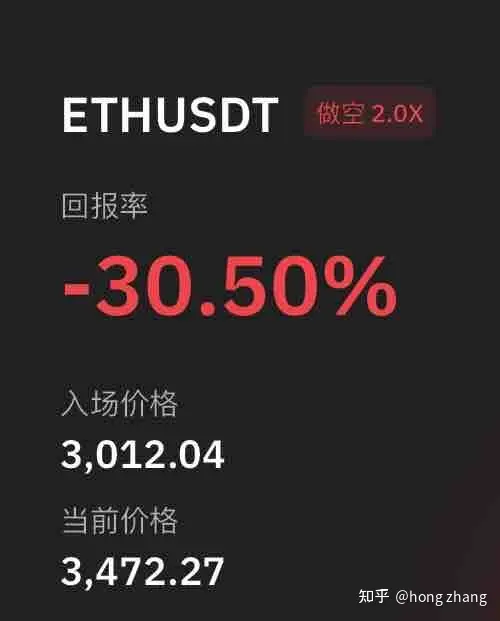 ETHUSDT 做空 2.0X
回报率
-30.50%
入场价格
3,012.04
当前价格
3,472.27
知乎 @hong zhang